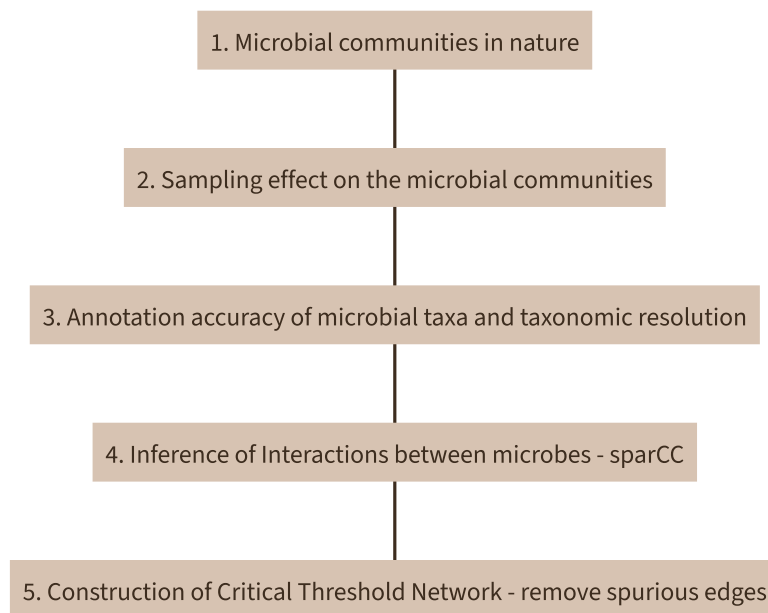 1. Microbial communities in nature
2. Sampling effect on the microbial communities
3. Annotation accuracy of microbial taxa and taxonomic resolution
4. Inference of Interactions between microbes - sparCC
5. Construction of Critical Threshold Network - remove spurious edges